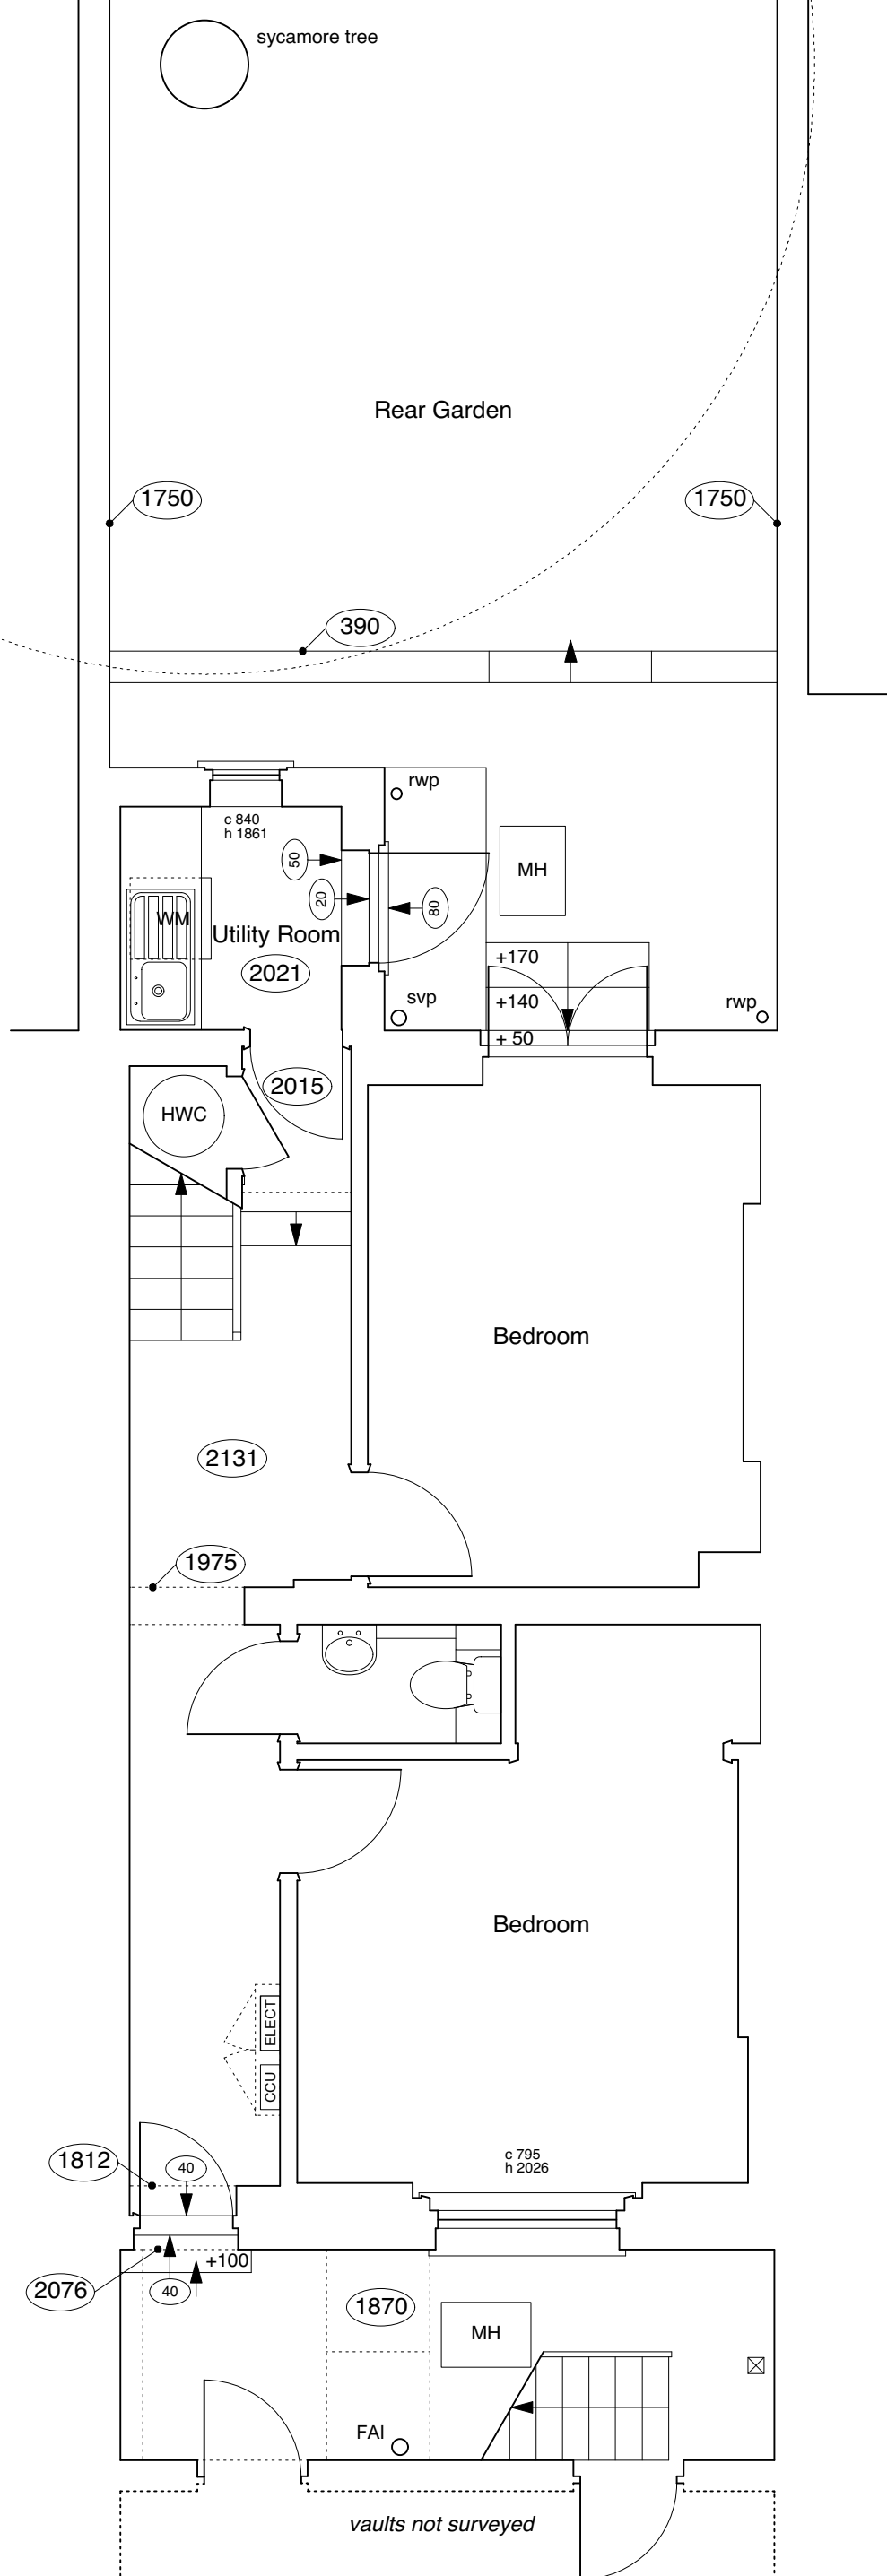 sycamore tree
Rear Garden
1750
1750
390
rwp
c 840
h 1861
50
MH
20
80
WM
Utility Room
+170
2021
svp
+140
rwp
+ 50
2015
HWC
Bedroom
2131
1975
Bedroom
ELECT
CCU
c 795
h 2026
1812
40
+100
2076
40
1870
MH
FAI
vaults not surveyed